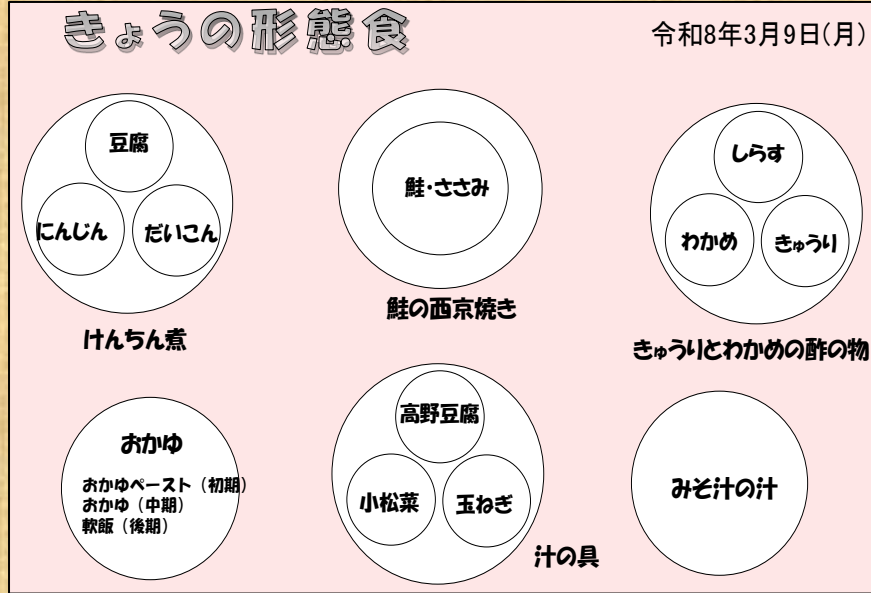 きょうの形態食
令和8年3月9日(月)
豆腐
にんじん
だいこん
けんちん煮
鮭・ささみ
鮭の西京焼き
しらす
わかめ
きゅうり
きゅうりとわかめの酢の物
おかゆ
おかゆペースト（初期）
おかゆ（中期）
軟飯（後期）
高野豆腐
小松菜
玉ねぎ
汁の具
みそ汁の汁